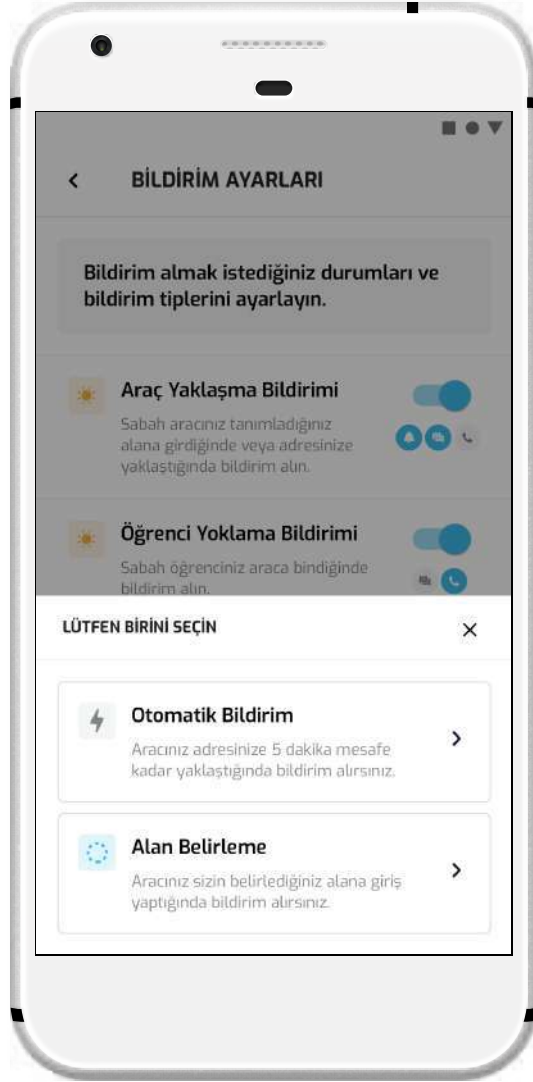 BİLDİRİM AYARLARI
Bildirim almak istediğiniz durumları ve
bildirim tiplerini ayarlayın.
Araç Yaklaşma Bildirimi
Sabah aracınız tanımladığınız
alana girdiğinde veya adresinize
yaklaştığında bildirim alın.
Öğrenci Yoklama Bildirimi
Sabah öğrenciniz araca bindiğinde
bildirim alın.
LÜTFEN BİRİNİ SEÇİN
Otomatik Bildirim
Aracınız adresinize 5 dakika mesafe
kadar yaklaştığında bildirim alırsınız.
Alan Belirleme
Aracınız sizin belirlediğiniz alana giriş
yaptığında bildirim alırsınız.